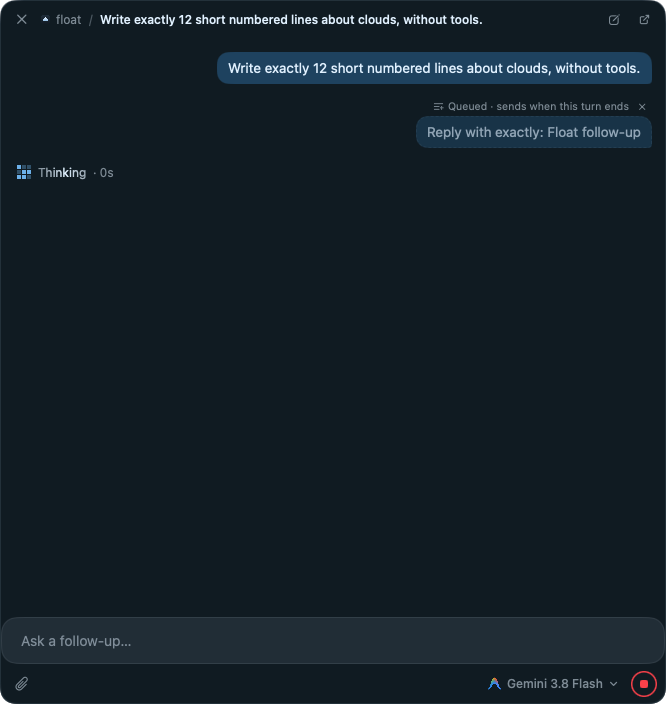 float / Write exactly 12 short numbered lines about clouds, without tools.
Write exactly 12 short numbered lines about clouds, without tools.
Queued · sends when this turn ends
Reply with exactly: Float follow-up
Thinking · 0s
Ask a follow-up...
Gemini 3.8 Flash